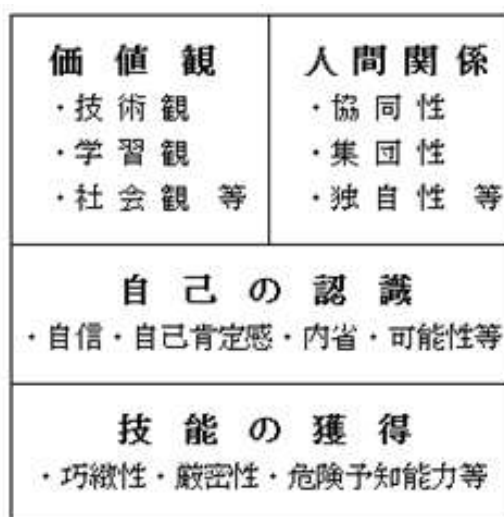 価値観
・技術観
・学習観
・社会観 等
人間関係
・協同性
・集団性
・独自性 等
自己の認識
・自信・自己肯定感・内省・可能性等
技能の獲得
・巧緻性・厳密性・危険予知能力等